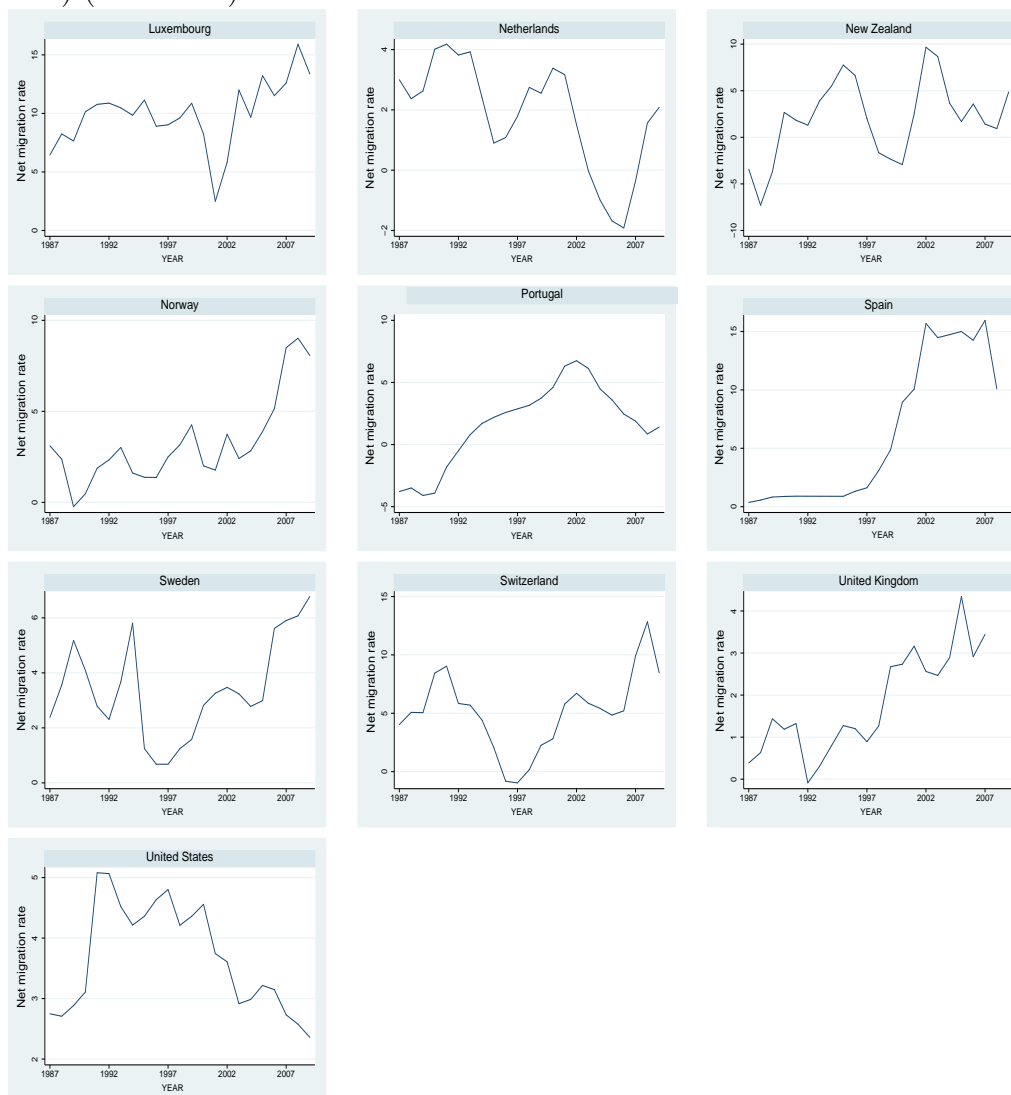 Luxembourg
Net migration rate
15
10
5
0
1987 1992 1997 2002 2007
YEAR
Netherlands
Net migration rate
4
2
0
−2
1987 1992 1997 2002 2007
YEAR
New Zealand
Net migration rate
10
5
0
−5
−10
1987 1992 1997 2002 2007
YEAR
Norway
Net migration rate
10
5
0
1987 1992 1997 2002 2007
YEAR
Portugal
Net migration rate
10
5
0
−5
1987 1992 1997 2002 2007
YEAR
Spain
Net migration rate
15
10
5
0
1987 1992 1997 2002 2007
YEAR
Sweden
Net migration rate
6
4
2
0
1987 1992 1997 2002 2007
YEAR
Switzerland
Net migration rate
15
10
5
0
1987 1992 1997 2002 2007
YEAR
United Kingdom
Net migration rate
4
3
2
1
0
1987 1992 1997 2002 2007
YEAR
United States
Net migration rate
5
4
3
2
1987 1992 1997 2002 2007
YEAR